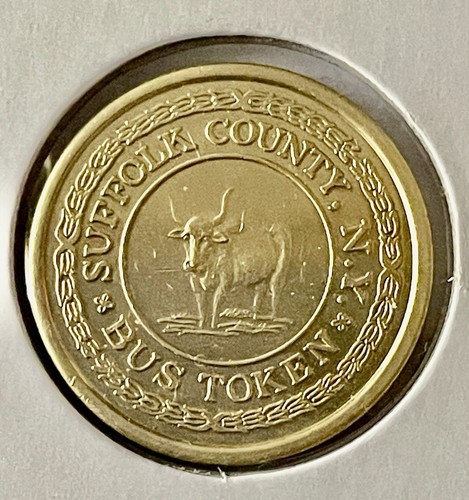 SUFFOLK COUNTY, N.Y.
BUS TOKEN